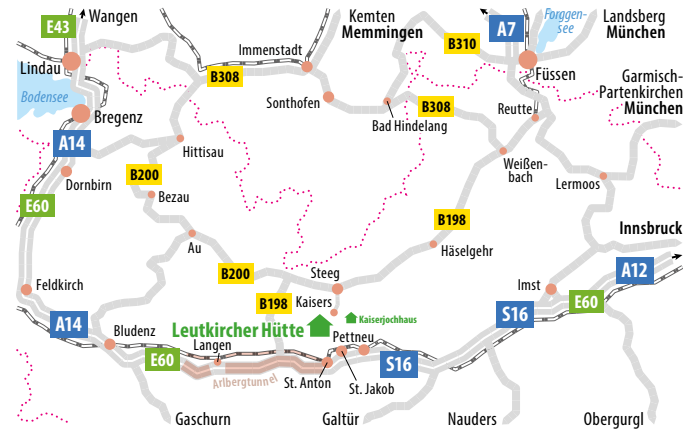 Wangen
E43
Lindau
Bodensee
Bregenz
A14
Dornbirn
E60
Feldkirch
A14
Bludenz
E60
Langen
Arlbergtunnel
Gaschurn
Kempten
Memmingen
Immenstadt
B308
Sonthofen
Bad Hindelang
B308
B310
A7
Forggen-
see
Füssen
Landsberg
München
Garmisch-
Partenkirchen
München
Reutte
Weißen-
bach
Lermoos
Hittisau
B200
Bezau
Au
B200
B198
Steeg
Kaisers
B198
Häselgehr
Innsbruck
A12
Imst
S16
E60
Leutkircher Hütte
Kaiserjochhaus
Pettneu
St. Anton
St. Jakob
S16
Galtür
Nauders
Obergurgl